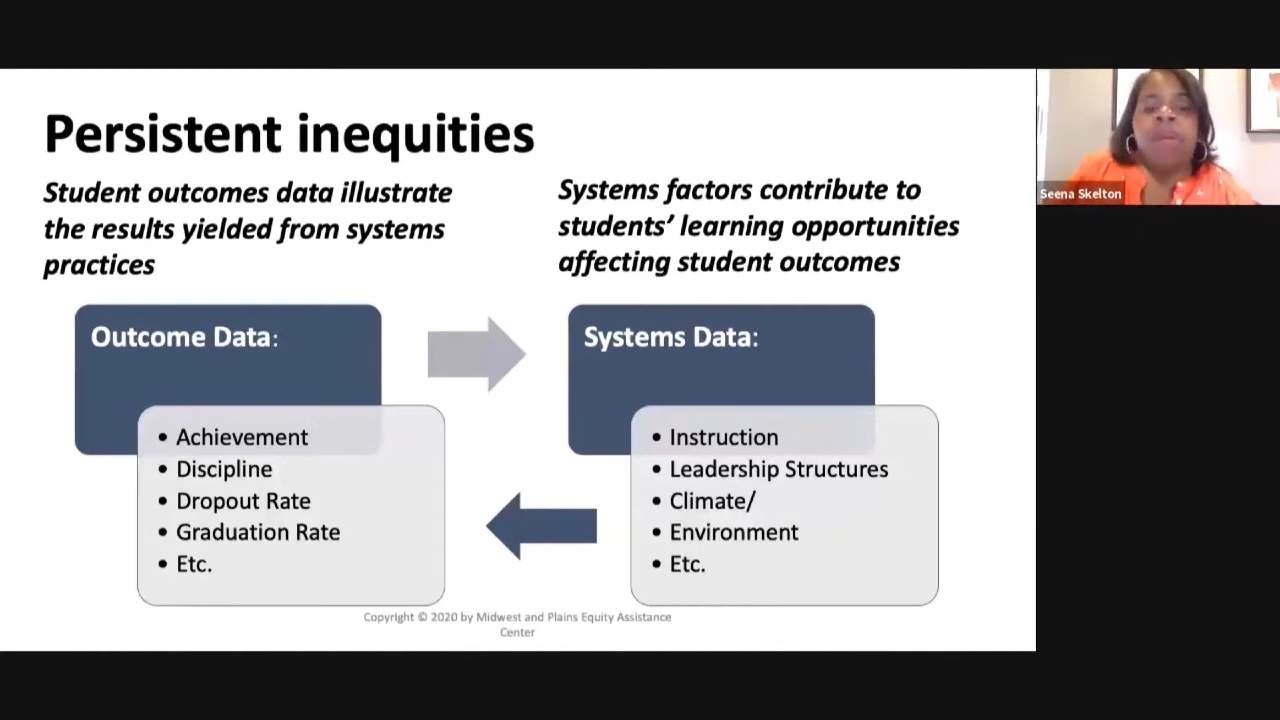 Persistent inequities
Student outcomes data illustrate
the results yielded from systems
practices
Systems factors contribute to
students’ learning opportunities
affecting student outcomes
Outcome Data:
• Achievement
• Discipline
• Dropout Rate
• Graduation Rate
• Etc.
Systems Data:
• Instruction
• Leadership Structures
• Climate/
• Environment
• Etc.
Copyright © 2020 by Midwest and Plains Equity Assistance
Center
Seena Skelton